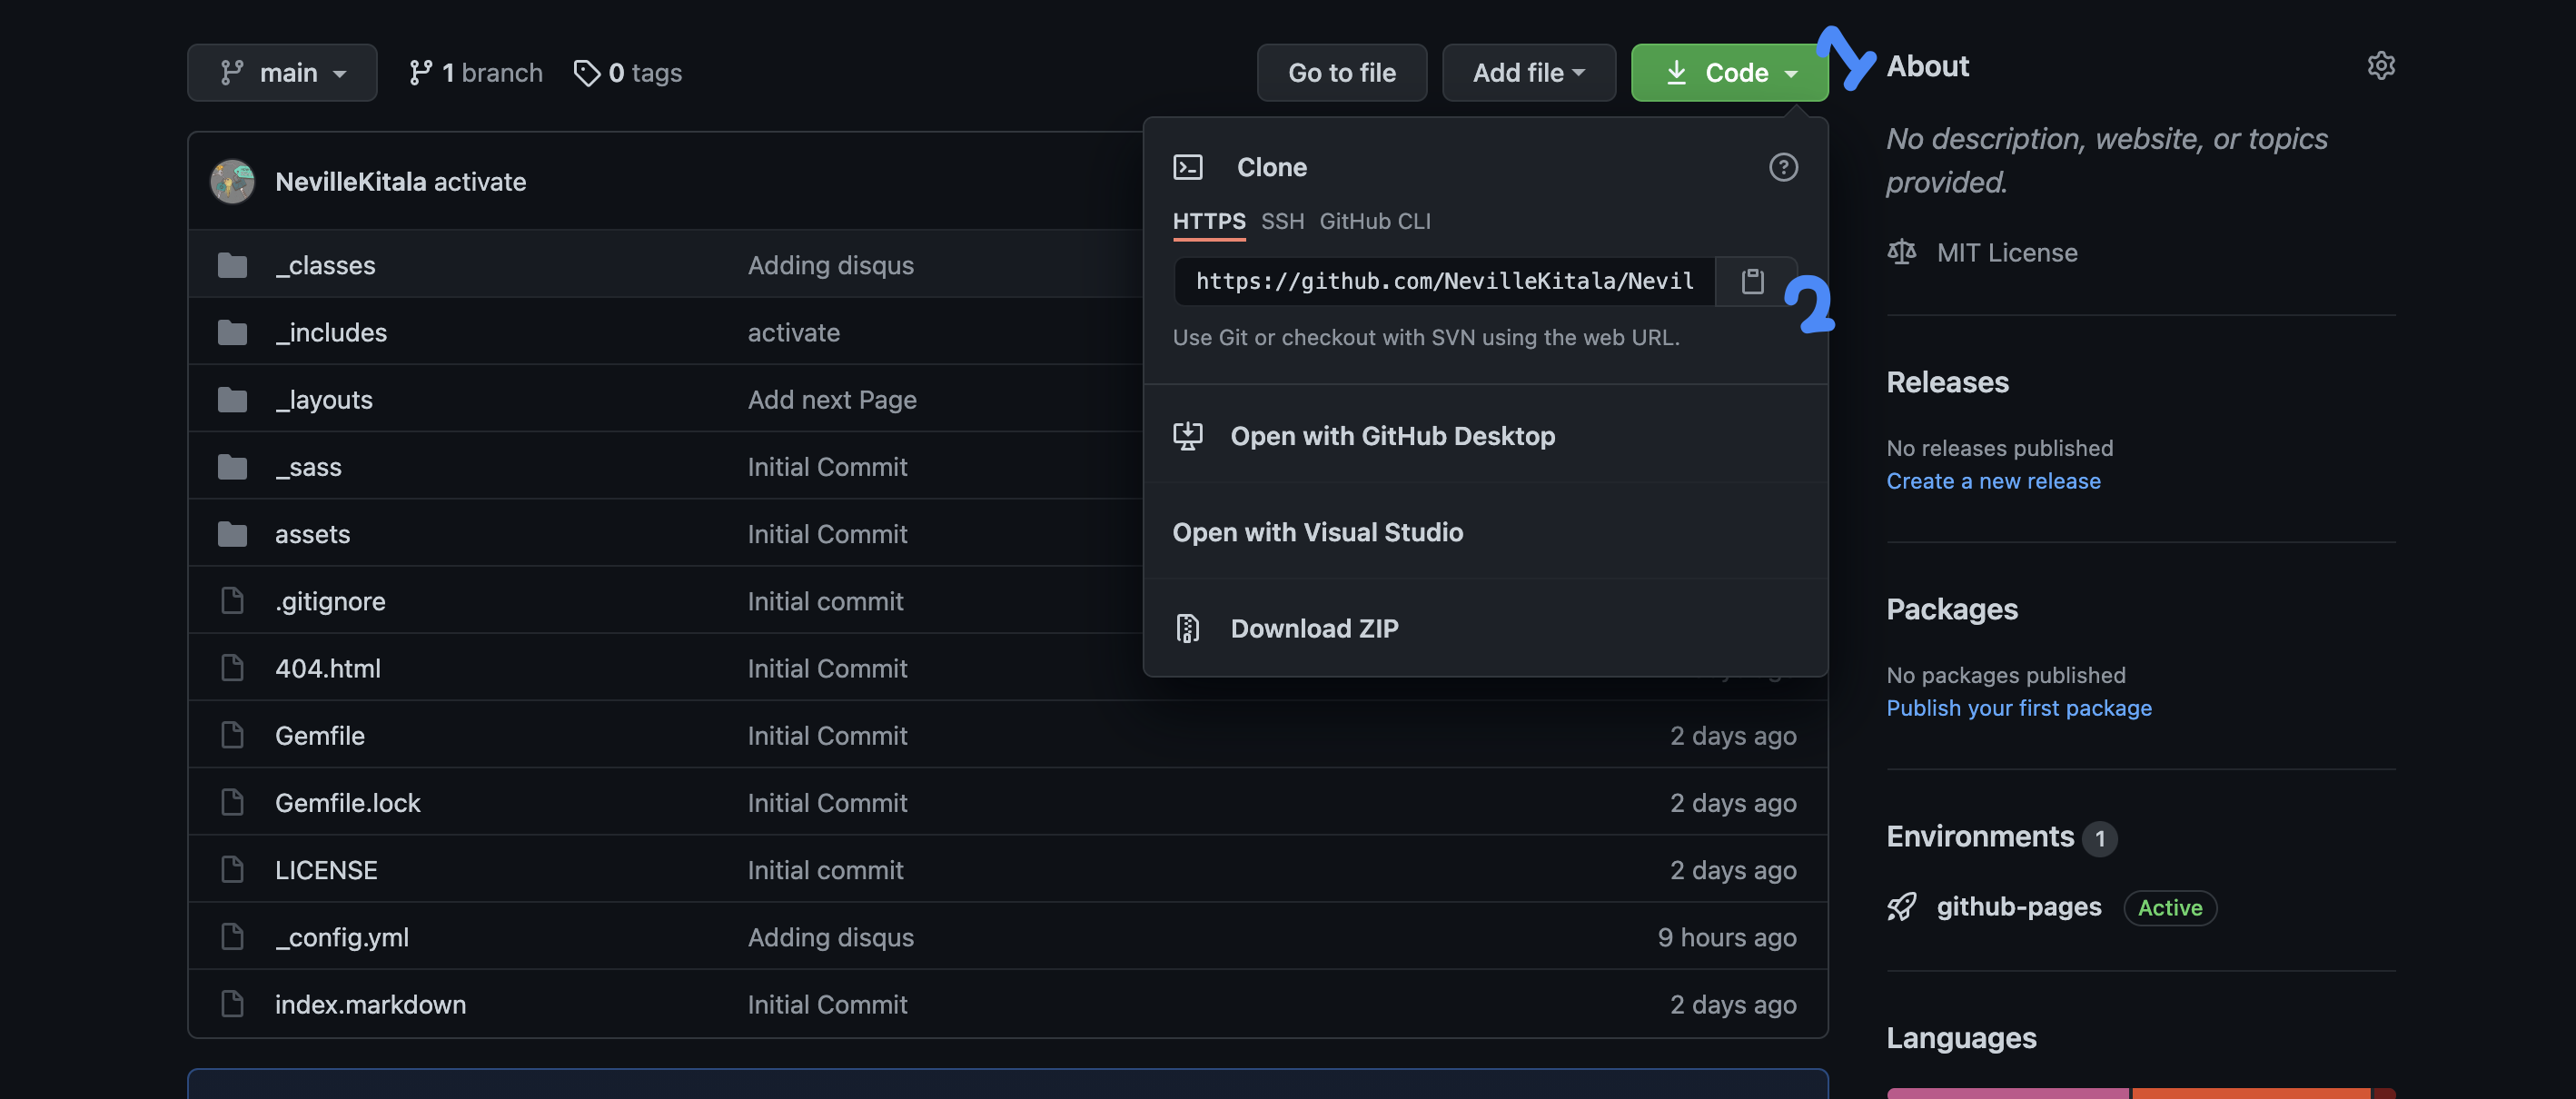 main
1 branch
0 tags
Go to file
Add file
Code
1
NevilleKitala activate
_classes Adding disqus
_includes activate
_layouts Add next Page
_sass Initial Commit
assets Initial Commit
.gitignore Initial commit
404.html Initial Commit
Gemfile Initial Commit 2 days ago
Gemfile.lock Initial Commit 2 days ago
LICENSE Initial commit 2 days ago
_config.yml Adding disqus 9 hours ago
index.markdown Initial Commit 2 days ago
Clone
HTTPS SSH GitHub CLI
https://github.com/NevilleKitala/Nevil
2
Use Git or checkout with SVN using the web URL.
Open with GitHub Desktop
Open with Visual Studio
Download ZIP
About
No description, website, or topics
provided.
MIT License
Releases
No releases published
Create a new release
Packages
No packages published
Publish your first package
Environments 1
github-pages Active
Languages